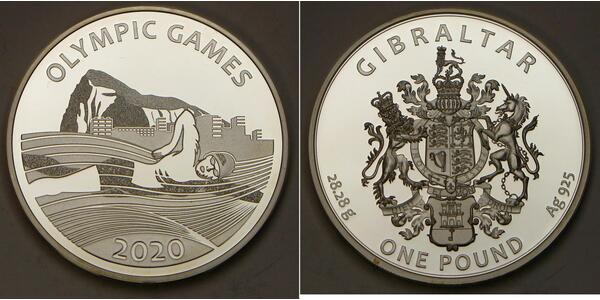 OLYMPIC GAMES
2020
GIBRALTAR
28.28 g
Ag 925
ONE POUND